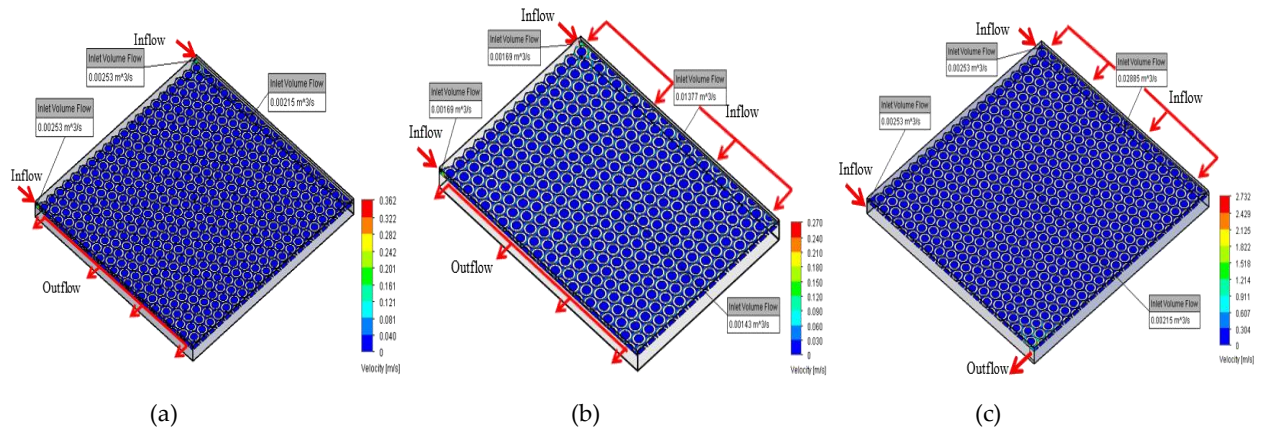 Inflow
Inlet Volume Flow
0.00253 m^3/s
Inlet Volume Flow
0.00215 m^3/s
Inlet Volume Flow
0.00253 m^3/s
Inflow
Outflow
0.362
0.322
0.282
0.242
0.201
0.161
0.121
0.081
0.040
0
Velocity [m/s]
(a)
Inflow
Inlet Volume Flow
0.00169 m^3/s
Inlet Volume Flow
0.01377 m^3/s
Inflow
Inlet Volume Flow
0.00169 m^3/s
Inflow
Outflow
Inlet Volume Flow
0.00143 m^3/s
0.270
0.240
0.210
0.180
0.150
0.120
0.090
0.060
0.030
0
Velocity [m/s]
(b)
Inflow
Inlet Volume Flow
0.00253 m^3/s
Inlet Volume Flow
0.02885 m^3/s
Inflow
Inlet Volume Flow
0.00253 m^3/s
Inflow
Inlet Volume Flow
0.00215 m^3/s
Outflow
2.732
2.429
2.125
1.822
1.518
1.214
0.911
0.607
0.304
0
Velocity [m/s]
(c)